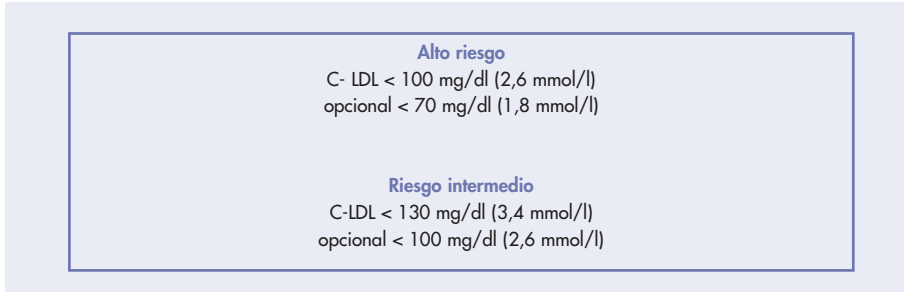 Alto riesgo
C- LDL < 100 mg/dl (2,6 mmol/l)
opcional < 70 mg/dl (1,8 mmol/l)
Riesgo intermedio
C-LDL < 130 mg/dl (3,4 mmol/l)
opcional < 100 mg/dl (2,6 mmol/l)